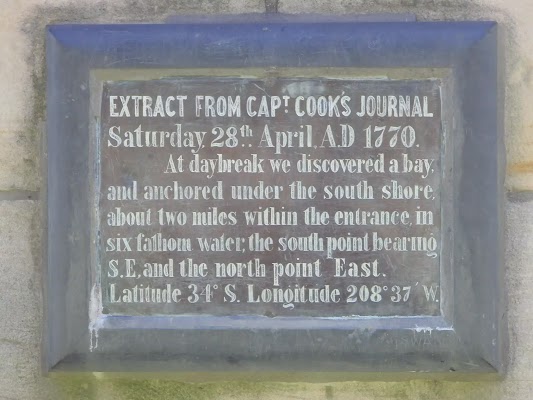 EXTRACT FROM CAPT COOK'S JOURNAL
Saturday, 28th. April, A.D 1770.
At daybreak we discovered a bay,
and anchored under the south shore,
about two miles within the entrance, in
six fathom water; the south point bearing
S.E, and the north point East.
Latitude 34° S. Longitude 208° 37' W.